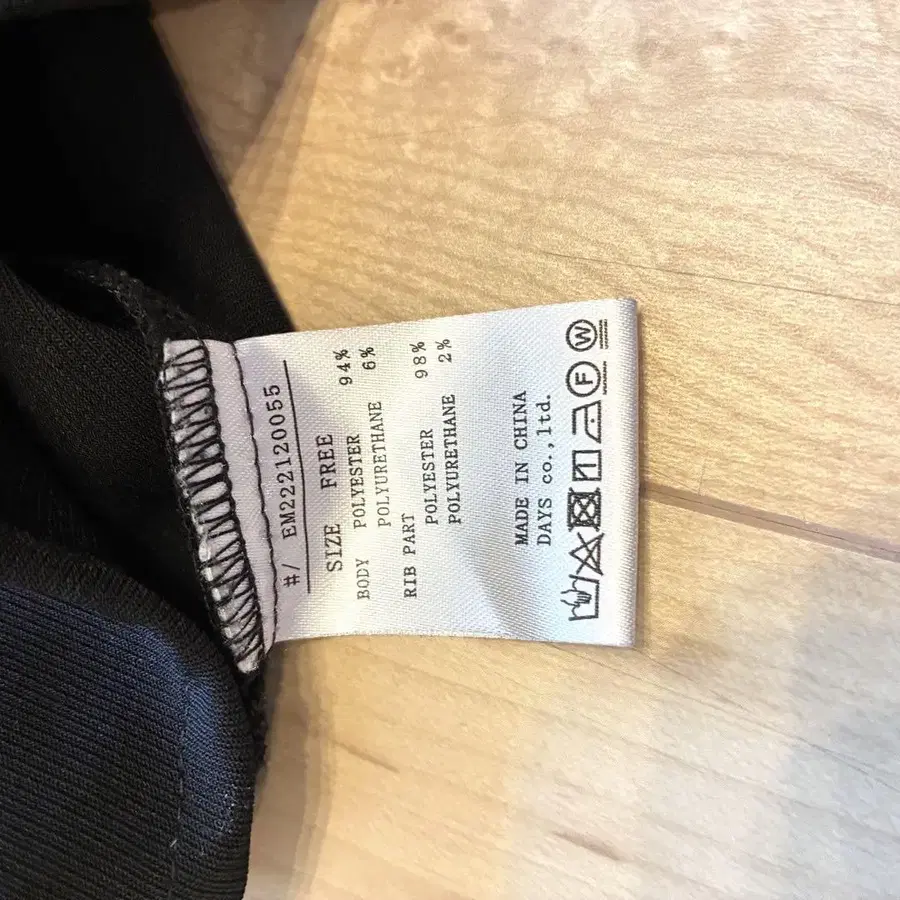 #/ EM222120055
SIZE FREE
BODY POLYESTER 94%
POLYURETHANE 6%
RIB PART
POLYESTER 98%
POLYURETHANE 2%
MADE IN CHINA
DAYS co.,ltd.
F W